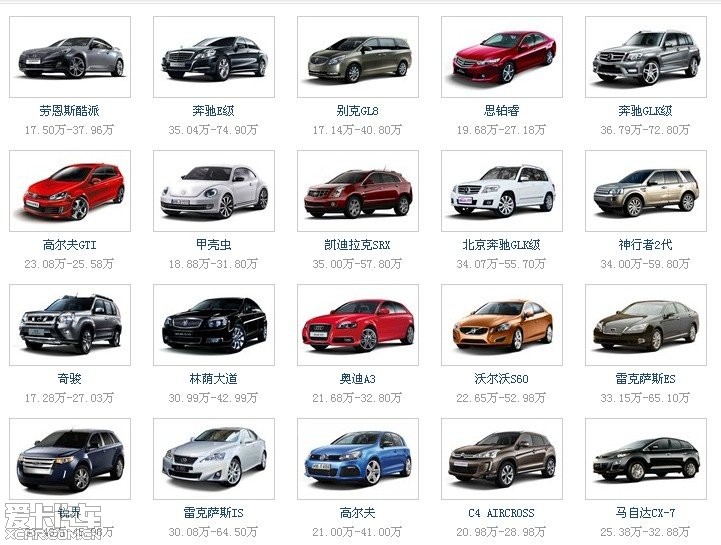 劳恩斯酷派 奔驰E级 别克GL8 思铂睿 奔驰GLK级
17.50万-37.96万 35.04万-74.90万 17.14万-40.80万 19.68万-27.18万 36.79万-72.80万
高尔夫GTI 甲壳虫 凯迪拉克SRX 北京奔驰GLK级 神行者2代
23.08万-25.58万 18.88万-31.80万 35.00万-57.80万 34.07万-55.70万 34.00万-59.80万
奇骏 林荫大道 奥迪A3 沃尔沃S60 雷克萨斯ES
17.28万-27.03万 30.99万-42.99万 21.68万-32.80万 22.65万-52.98万 33.15万-65.10万
锐界 雷克萨斯IS 高尔夫 C4 AIRCROSS 马自达CX-7
30.08万-64.50万 21.00万-41.00万 20.98万-28.98万 25.38万-32.88万
爱卡汽车
XCAR.COM.CN